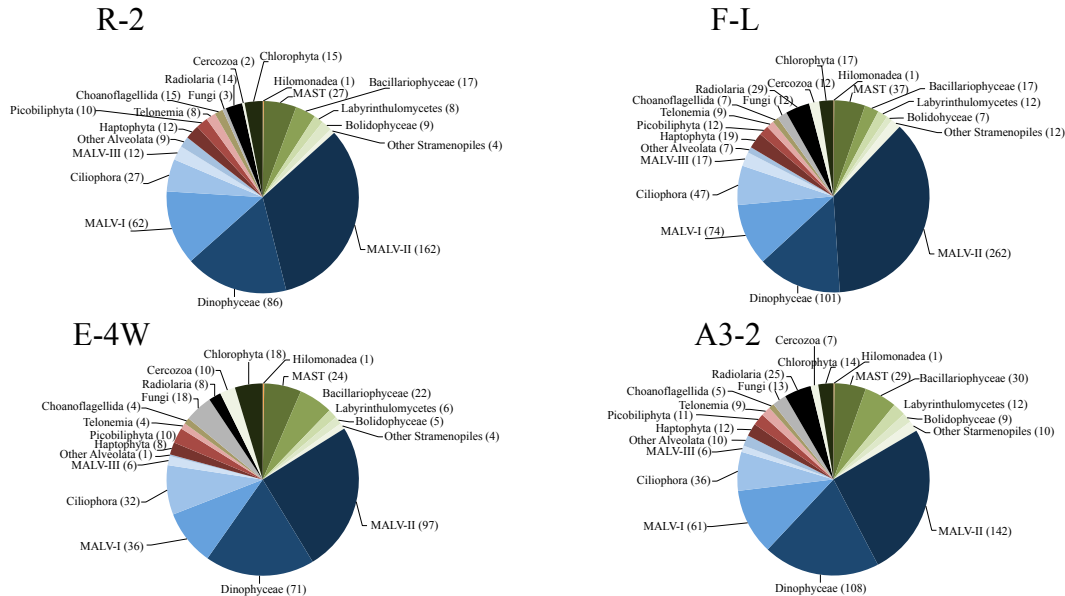 R-2
Cercozoa (2)
Chlorophyta (15)
Radiolaria (14)
Hilomonadea (1)
Bacillariophyceae (17)
Choanoflagellida (15)
Fungi (3)
MAST (27)
Picobiliphyta (10)
Telonemia (8)
Labyrinthulomycetes (8)
Haptophyta (12)
Bolidophyceae (9)
Other Alveolata (9)
Other Stramenopiles (4)
MALV-III (12)
Ciliophora (27)
MALV-I (62)
MALV-II (162)
Dinophyceae (86)
F-L
Chlorophyta (17)
Hilomonadea (1)
Cercozoa (12)
Radiolaria (29)
MAST (37)
Bacillariophyceae (17)
Choanoflagellida (7)
Fungi (12)
Labyrinthulomycetes (12)
Telonemia (9)
Bolidohyceae (7)
Picobiliphyta (12)
Other Stramenopiles (12)
Haptophyta (19)
Other Alveolata (7)
MALV-III (17)
Ciliophora (47)
MALV-I (74)
MALV-II (262)
Dinophyceae (101)
E-4W
Chlorophyta (18)
Hilomonadea (1)
Cercozoa (10)
MAST (24)
Radiolaria (8)
Bacillariophyceae (22)
Fungi (18)
Choanoflagellida (4)
Labyrinthulomycetes (6)
Telonemia (4)
Bolidophyceae (5)
Picobiliphyta (10)
Other Stramenopiles (4)
Haptophyta (8)
Other Alveolata (1)
MALV-III (6)
Ciliophora (32)
MALV-II (97)
MALV-I (36)
Dinophyceae (71)
A3-2
Cercozoa (7)
Hilomonadea (1)
Chlorophyta (14)
Radiolaria (25)
MAST (29)
Bacillariophyceae (30)
Fungi (13)
Choanoflagellida (5)
Labyrinthulomycetes (12)
Telonemia (9)
Picobiliphyta (11)
Bolidophyceae (9)
Haptophyta (12)
Other Stramenopiles (10)
Other Alveolata (10)
MALV-III (6)
Ciliophora (36)
MALV-I (61)
MALV-II (142)
Dinophyceae (108)